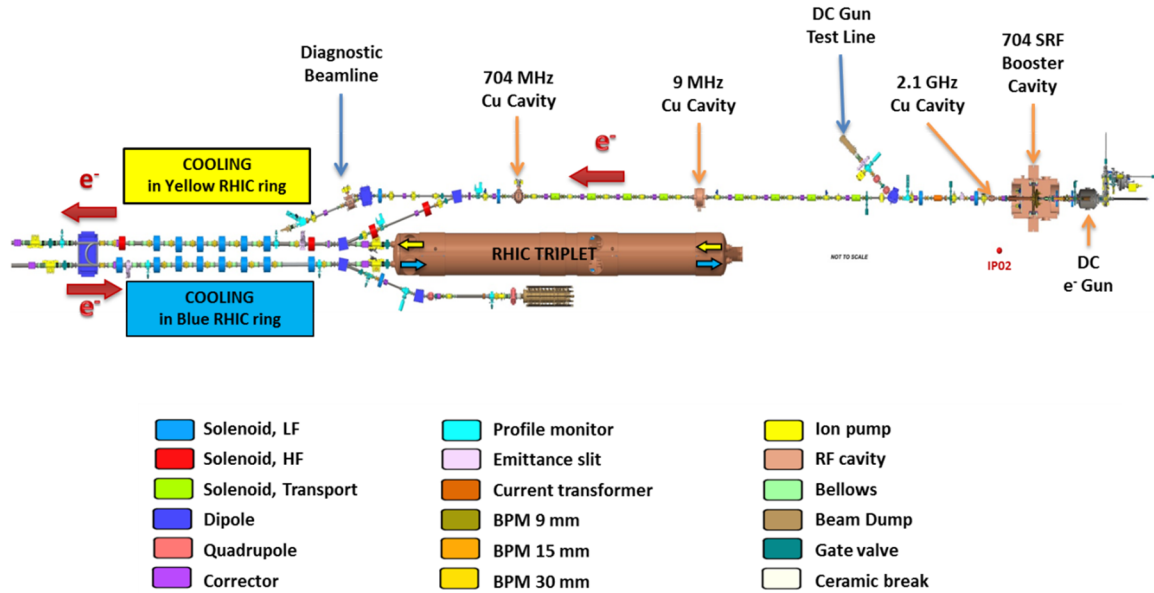 DC Gun
Test Line
704 SRF
Booster
Cavity
Diagnostic
Beamline
704 MHz
Cu Cavity
9 MHz
Cu Cavity
2.1 GHz
Cu Cavity
e-
e-
COOLING
in Yellow RHIC ring
RHIC TRIPLET
NOT TO SCALE
IP02
DC
e- Gun
e-
COOLING
in Blue RHIC ring
Solenoid, LF
Solenoid, HF
Solenoid, Transport
Dipole
Quadrupole
Corrector
Profile monitor
Emittance slit
Current transformer
BPM 9 mm
BPM 15 mm
BPM 30 mm
Ion pump
RF cavity
Bellows
Beam Dump
Gate valve
Ceramic break